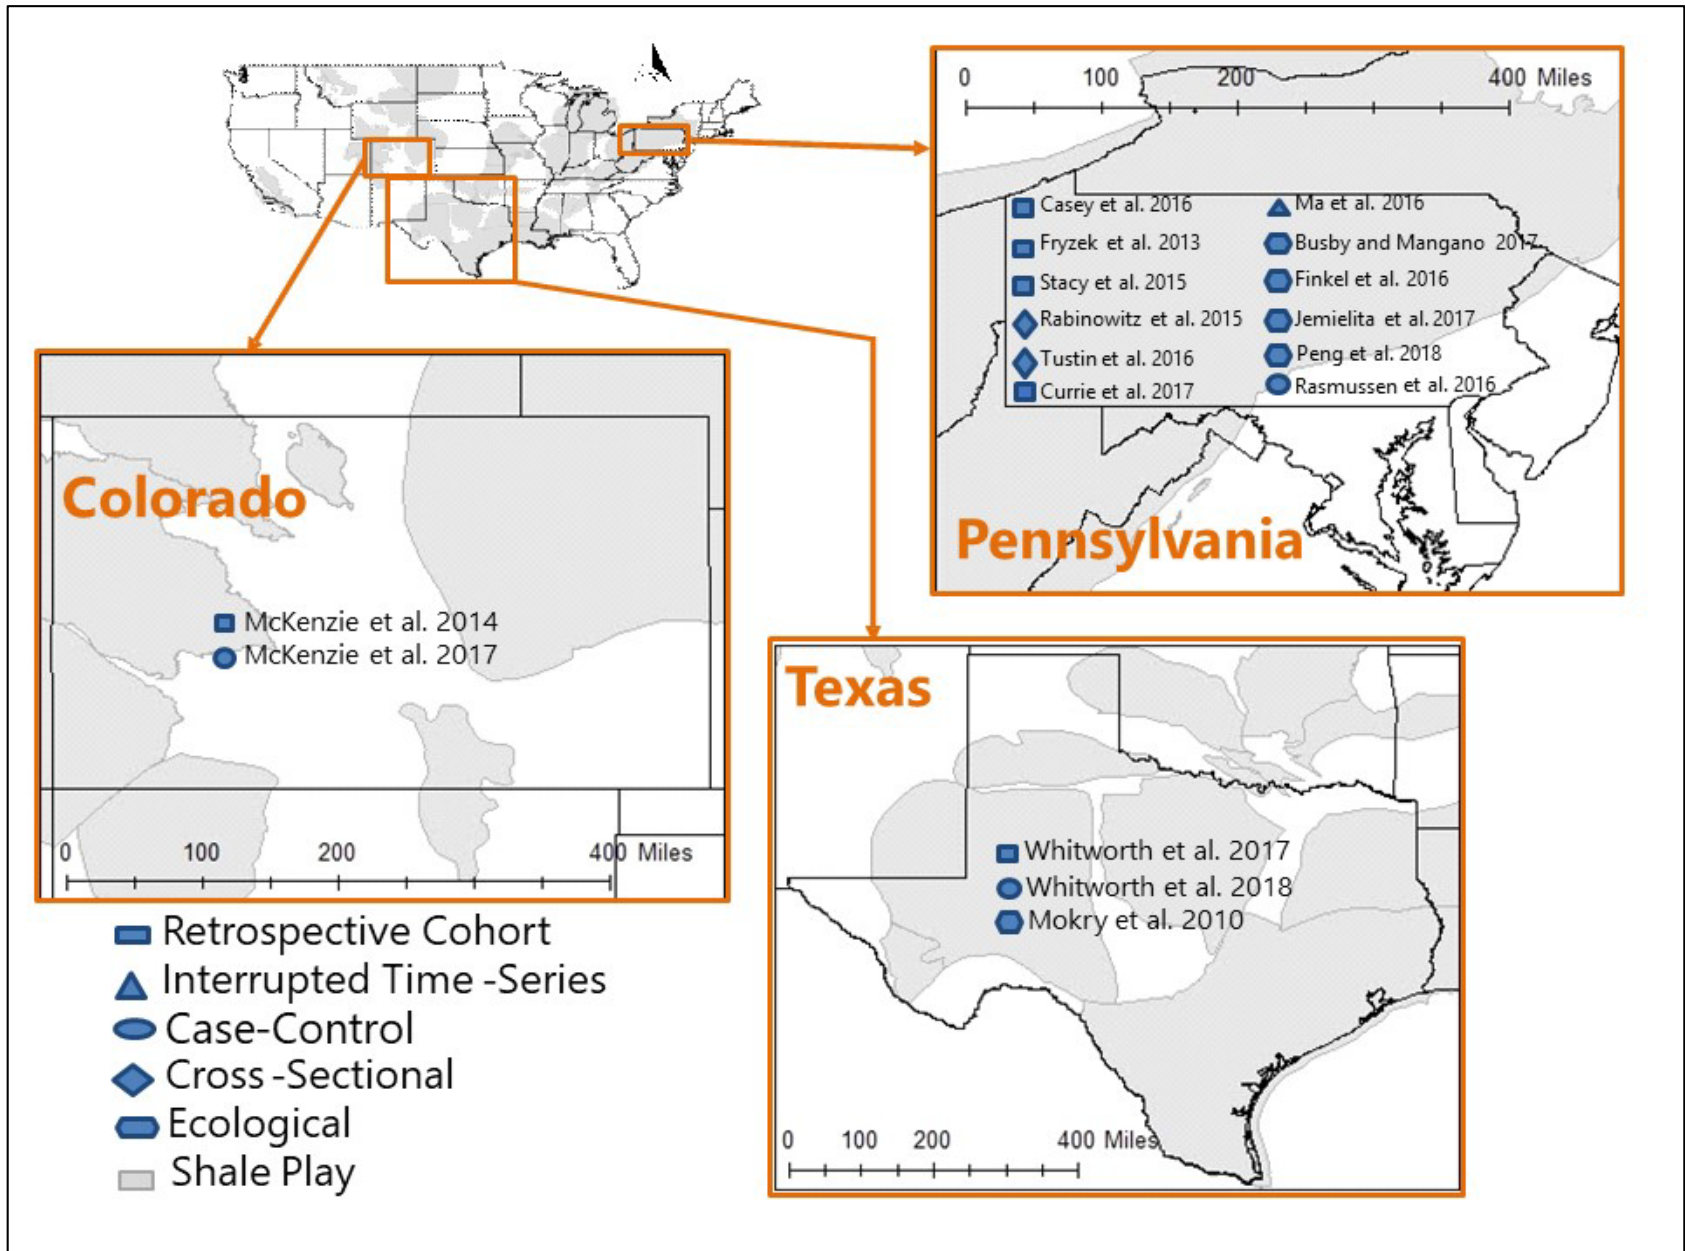 0 100 200 400 Miles
Casey et al. 2016
Fryzek et al. 2013
Stacy et al. 2015
Rabinowitz et al. 2015
Tustin et al. 2016
Currie et al. 2017
Ma et al. 2016
Busby and Mangano 2017
Finkel et al. 2016
Jemielita et al. 2017
Peng et al. 2018
Rasmussen et al. 2016
Pennsylvania
Colorado
McKenzie et al. 2014
McKenzie et al. 2017
0 100 200 400 Miles
Texas
Whitworth et al. 2017
Whitworth et al. 2018
Mokry et al. 2010
0 100 200 400 Miles
Retrospective Cohort
Interrupted Time -Series
Case-Control
Cross -Sectional
Ecological
Shale Play